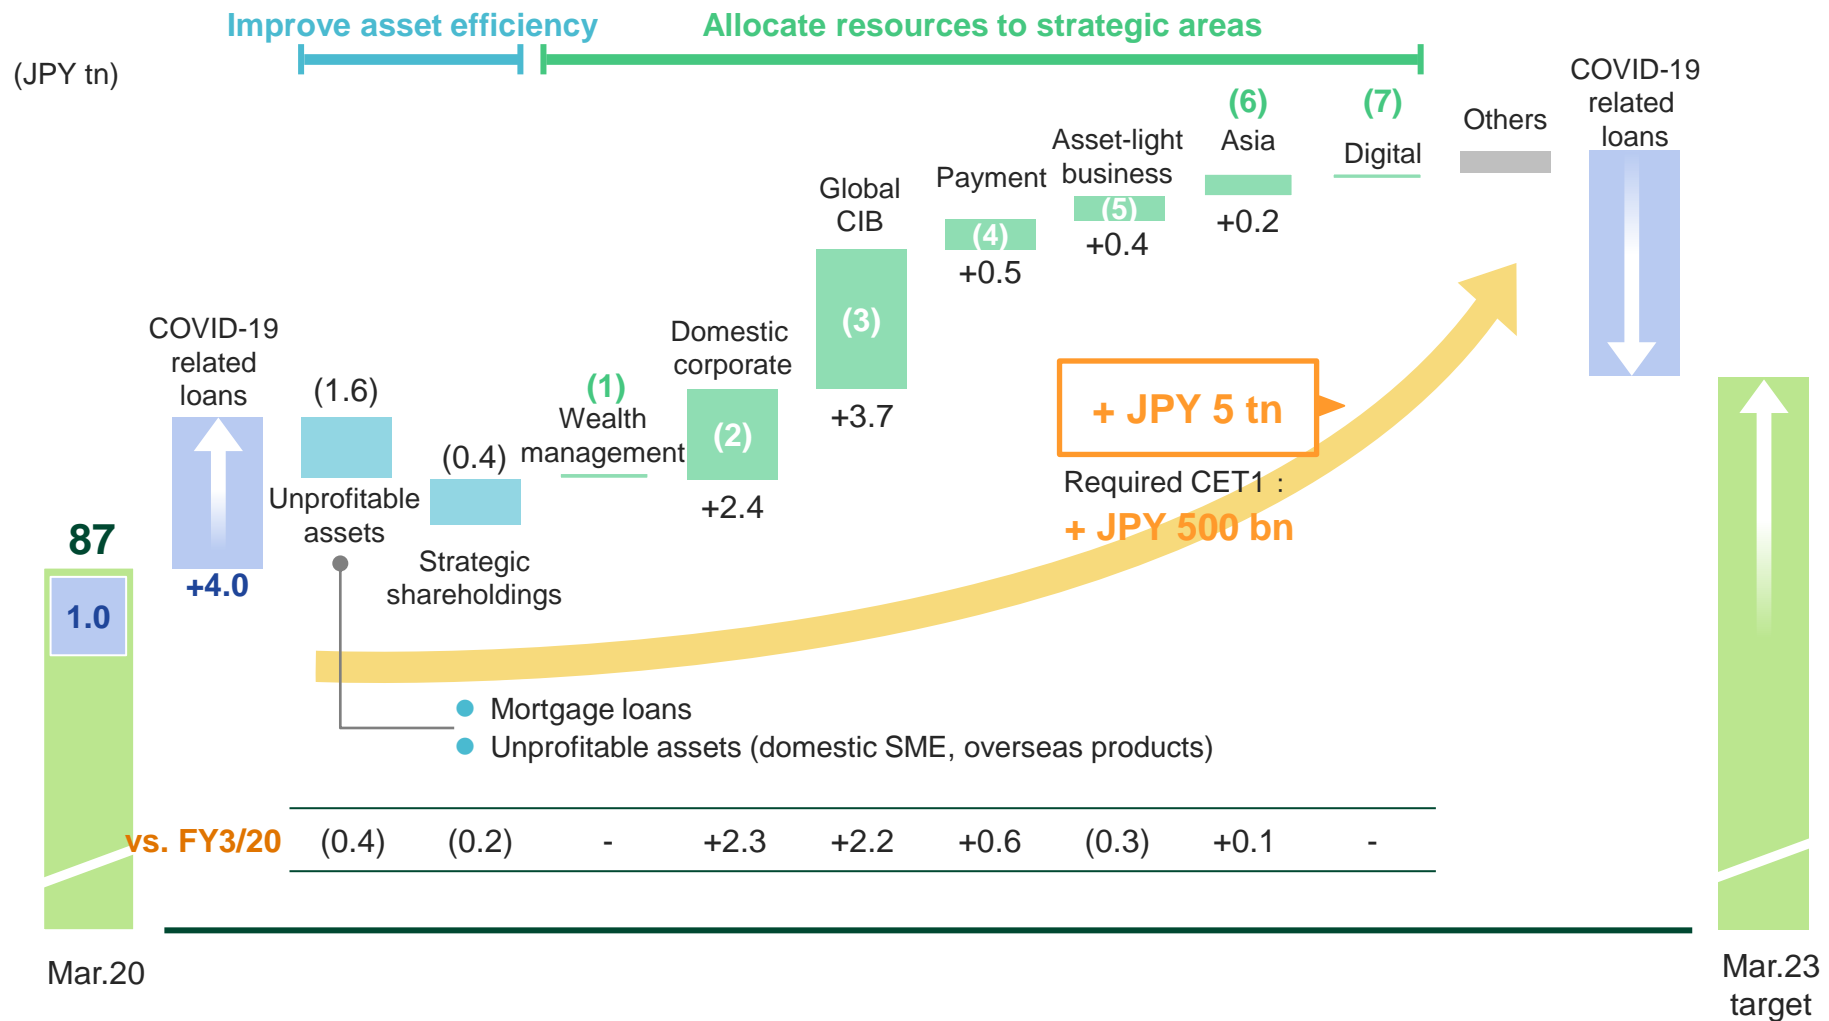 Improve asset efficiency
Allocate resources to strategic areas
(JPY tn)
87
1.0
COVID-19
related
loans
+4.0
(1.6)
Unprofitable
assets
(0.4)
Strategic
shareholdings
(1)
Wealth
management
Domestic
corporate
(2)
+2.4
Global
CIB
(3)
+3.7
Payment
(4)
+0.5
Asset-light
business
(5)
+0.4
(6)
Asia
+0.2
(7)
Digital
Others
COVID-19
related
loans
+ JPY 5 tn
Required CET1 :
+ JPY 500 bn
Mortgage loans
Unprofitable assets (domestic SME, overseas products)
vs. FY3/20 (0.4) (0.2) - +2.3 +2.2 +0.6 (0.3) +0.1 -
Mar.20
Mar.23
target